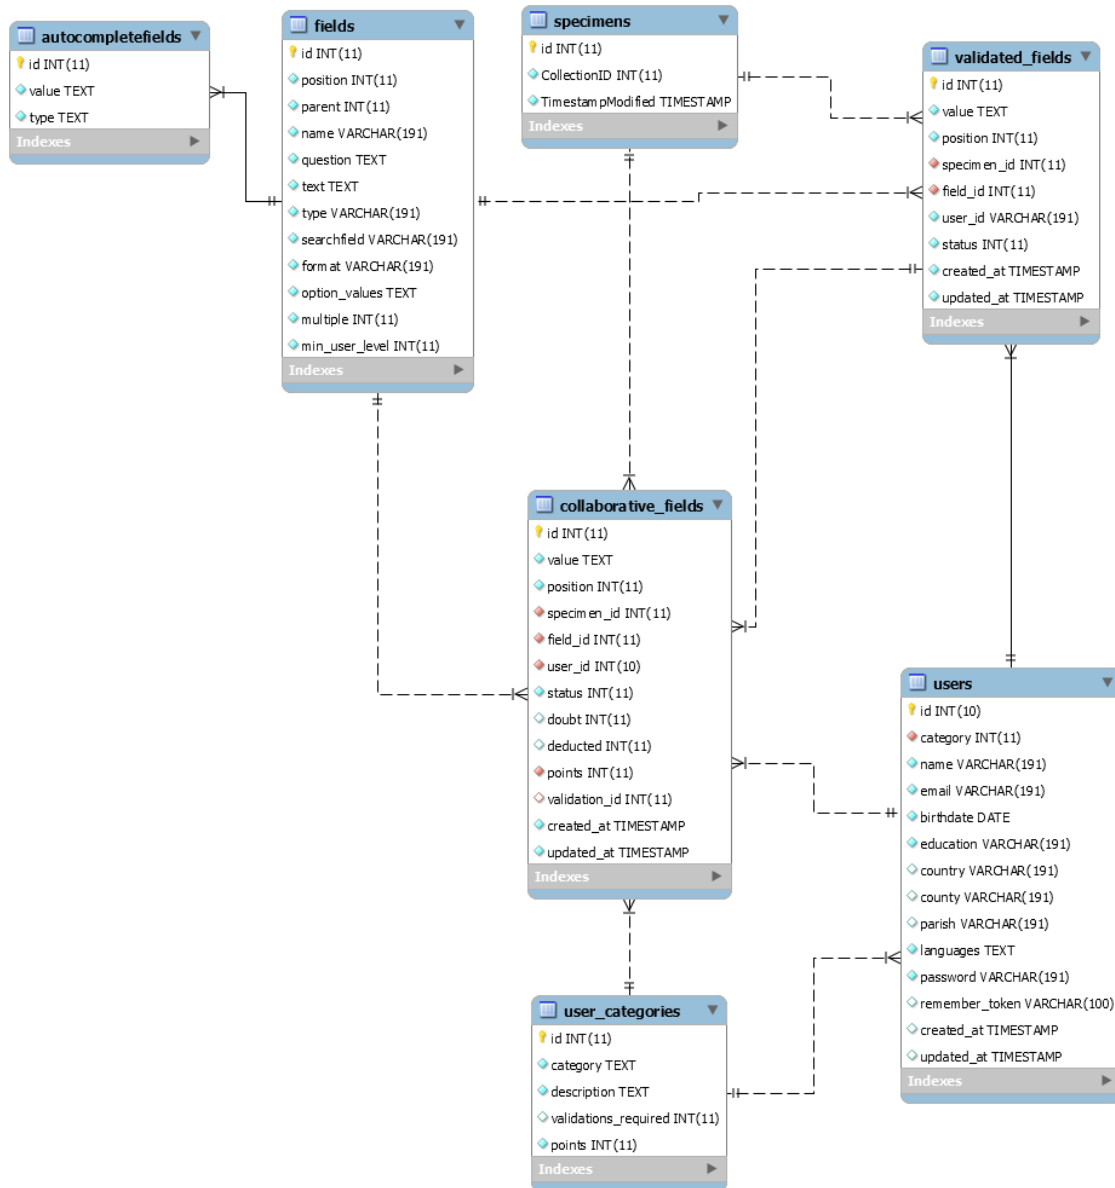 autocompletefields
id INT(11)
value TEXT
type TEXT
Indexes
fields
id INT(11)
position INT(11)
parent INT(11)
name VARCHAR(191)
question TEXT
text TEXT
type VARCHAR(191)
searchfield VARCHAR(191)
format VARCHAR(191)
option_values TEXT
multiple INT(11)
min_user_level INT(11)
Indexes
specimens
id INT(11)
CollectionID INT(11)
TimestampModified TIMESTAMP
Indexes
validated_fields
id INT(11)
value TEXT
position INT(11)
specimen_id INT(11)
field_id INT(11)
user_id VARCHAR(191)
status INT(11)
created_at TIMESTAMP
updated_at TIMESTAMP
Indexes
collaborative_fields
id INT(11)
value TEXT
position INT(11)
specimen_id INT(11)
field_id INT(11)
user_id INT(10)
status INT(11)
doubt INT(11)
deducted INT(11)
points INT(11)
validation_id INT(11)
created_at TIMESTAMP
updated_at TIMESTAMP
Indexes
users
id INT(10)
category INT(11)
name VARCHAR(191)
email VARCHAR(191)
birthdate DATE
education VARCHAR(191)
country VARCHAR(191)
county VARCHAR(191)
parish VARCHAR(191)
languages TEXT
password VARCHAR(191)
remember_token VARCHAR(100)
created_at TIMESTAMP
updated_at TIMESTAMP
Indexes
user_categories
id INT(11)
category TEXT
description TEXT
validations_required INT(11)
points INT(11)
Indexes